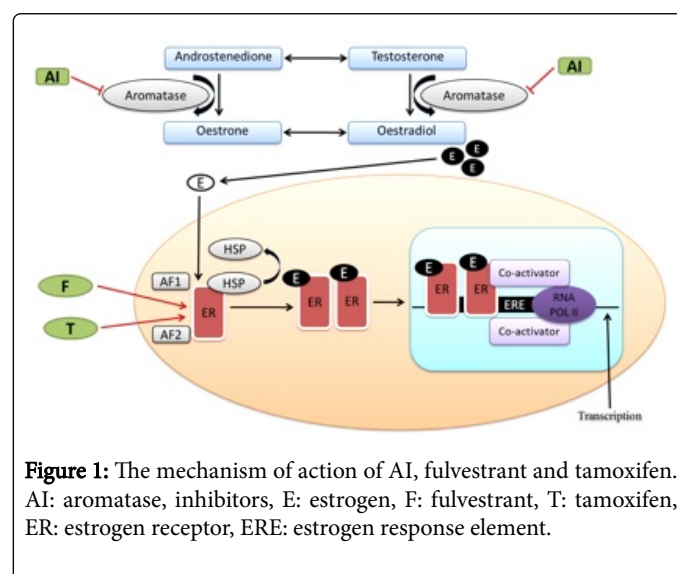 Androstenedione
Testosterone
AI
AI
Aromatase
Aromatase
Oestrone
Oestradiol
E
E
E
E
HSP
HSP
AF1
F
ER
T
AF2
E
E
ER
ER
E
E
ER
ER
Co-activator
ERE
RNA
POL II
Co-activator
Transcription
Figure 1: The mechanism of action of AI, fulvestrant and tamoxifen.
AI: aromatase, inhibitors, E: estrogen, F: fulvestrant, T: tamoxifen,
ER: estrogen receptor, ERE: estrogen response element.